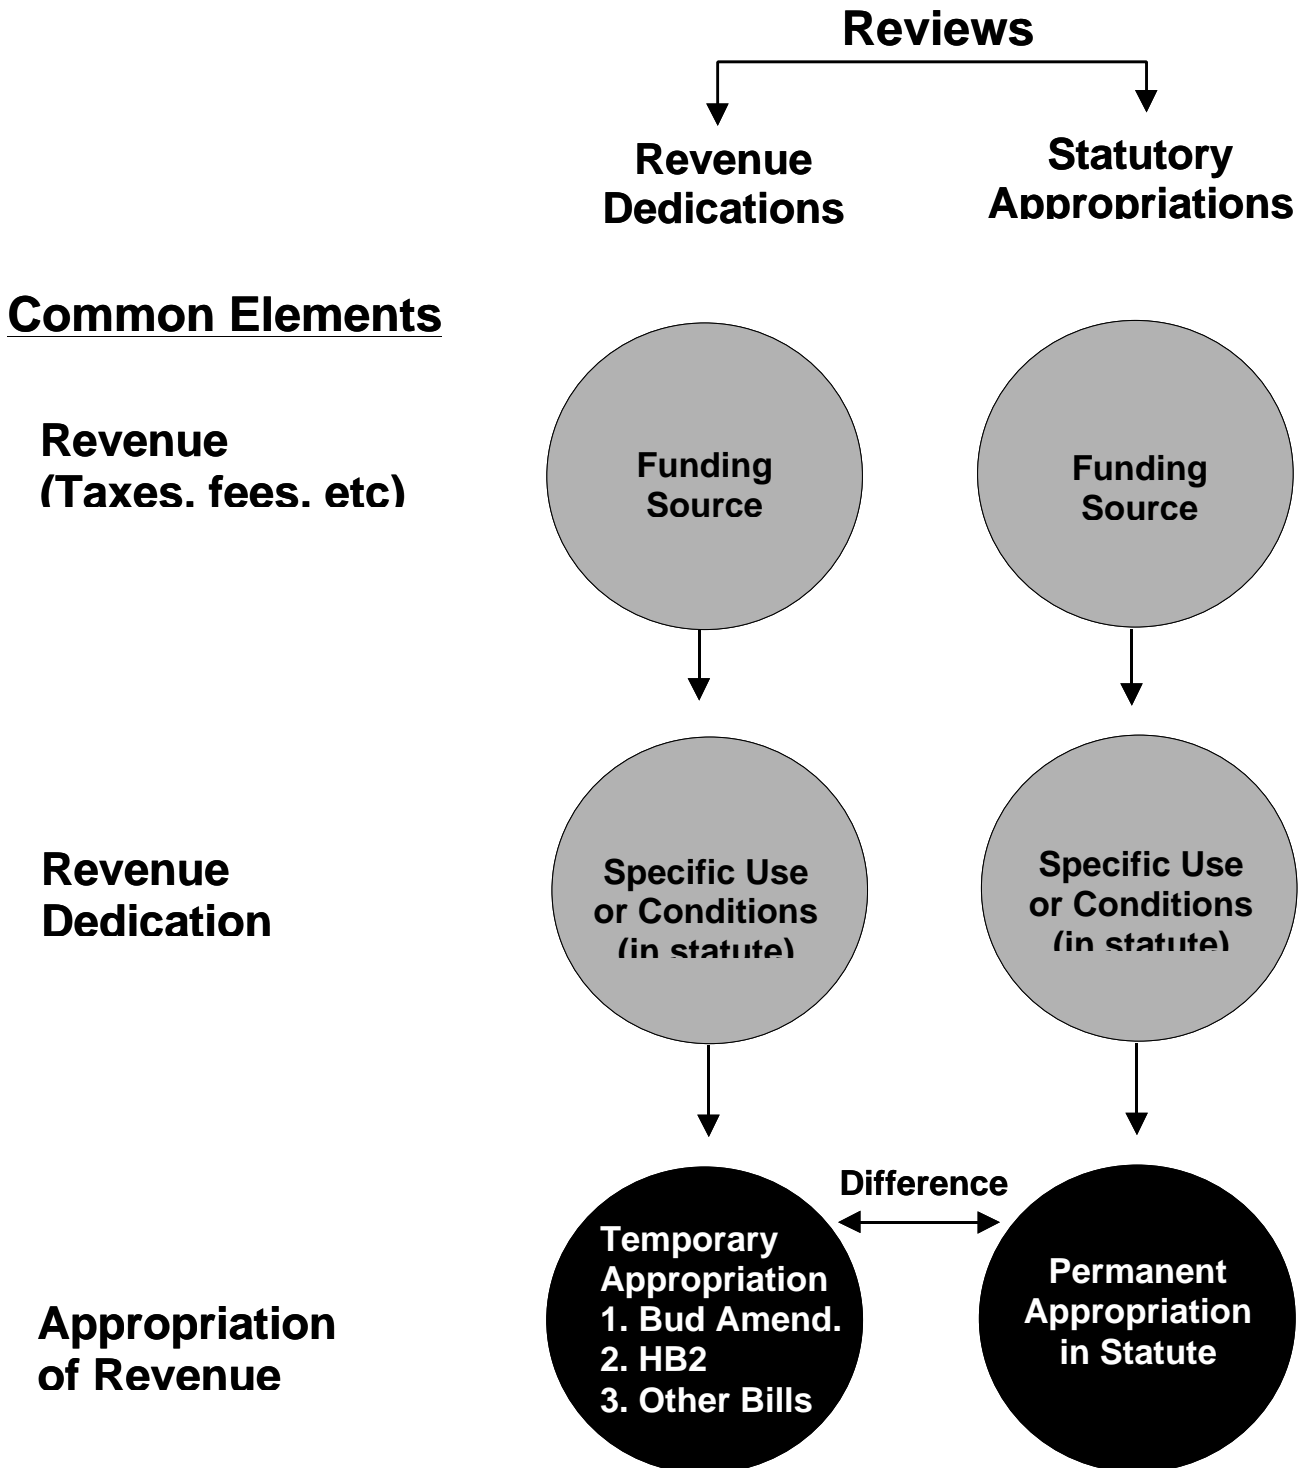 Reviews
Revenue
Dedications
Statutory
Appropriations
Common Elements
Revenue
(Taxes, fees, etc)
Funding
Source
Funding
Source
Revenue
Dedication
Specific Use
or Conditions
(in statute)
Specific Use
or Conditions
(in statute)
Difference
Appropriation
of Revenue
Temporary
Appropriation
1. Bud Amend.
2. HB2
3. Other Bills
Permanent
Appropriation
in Statute